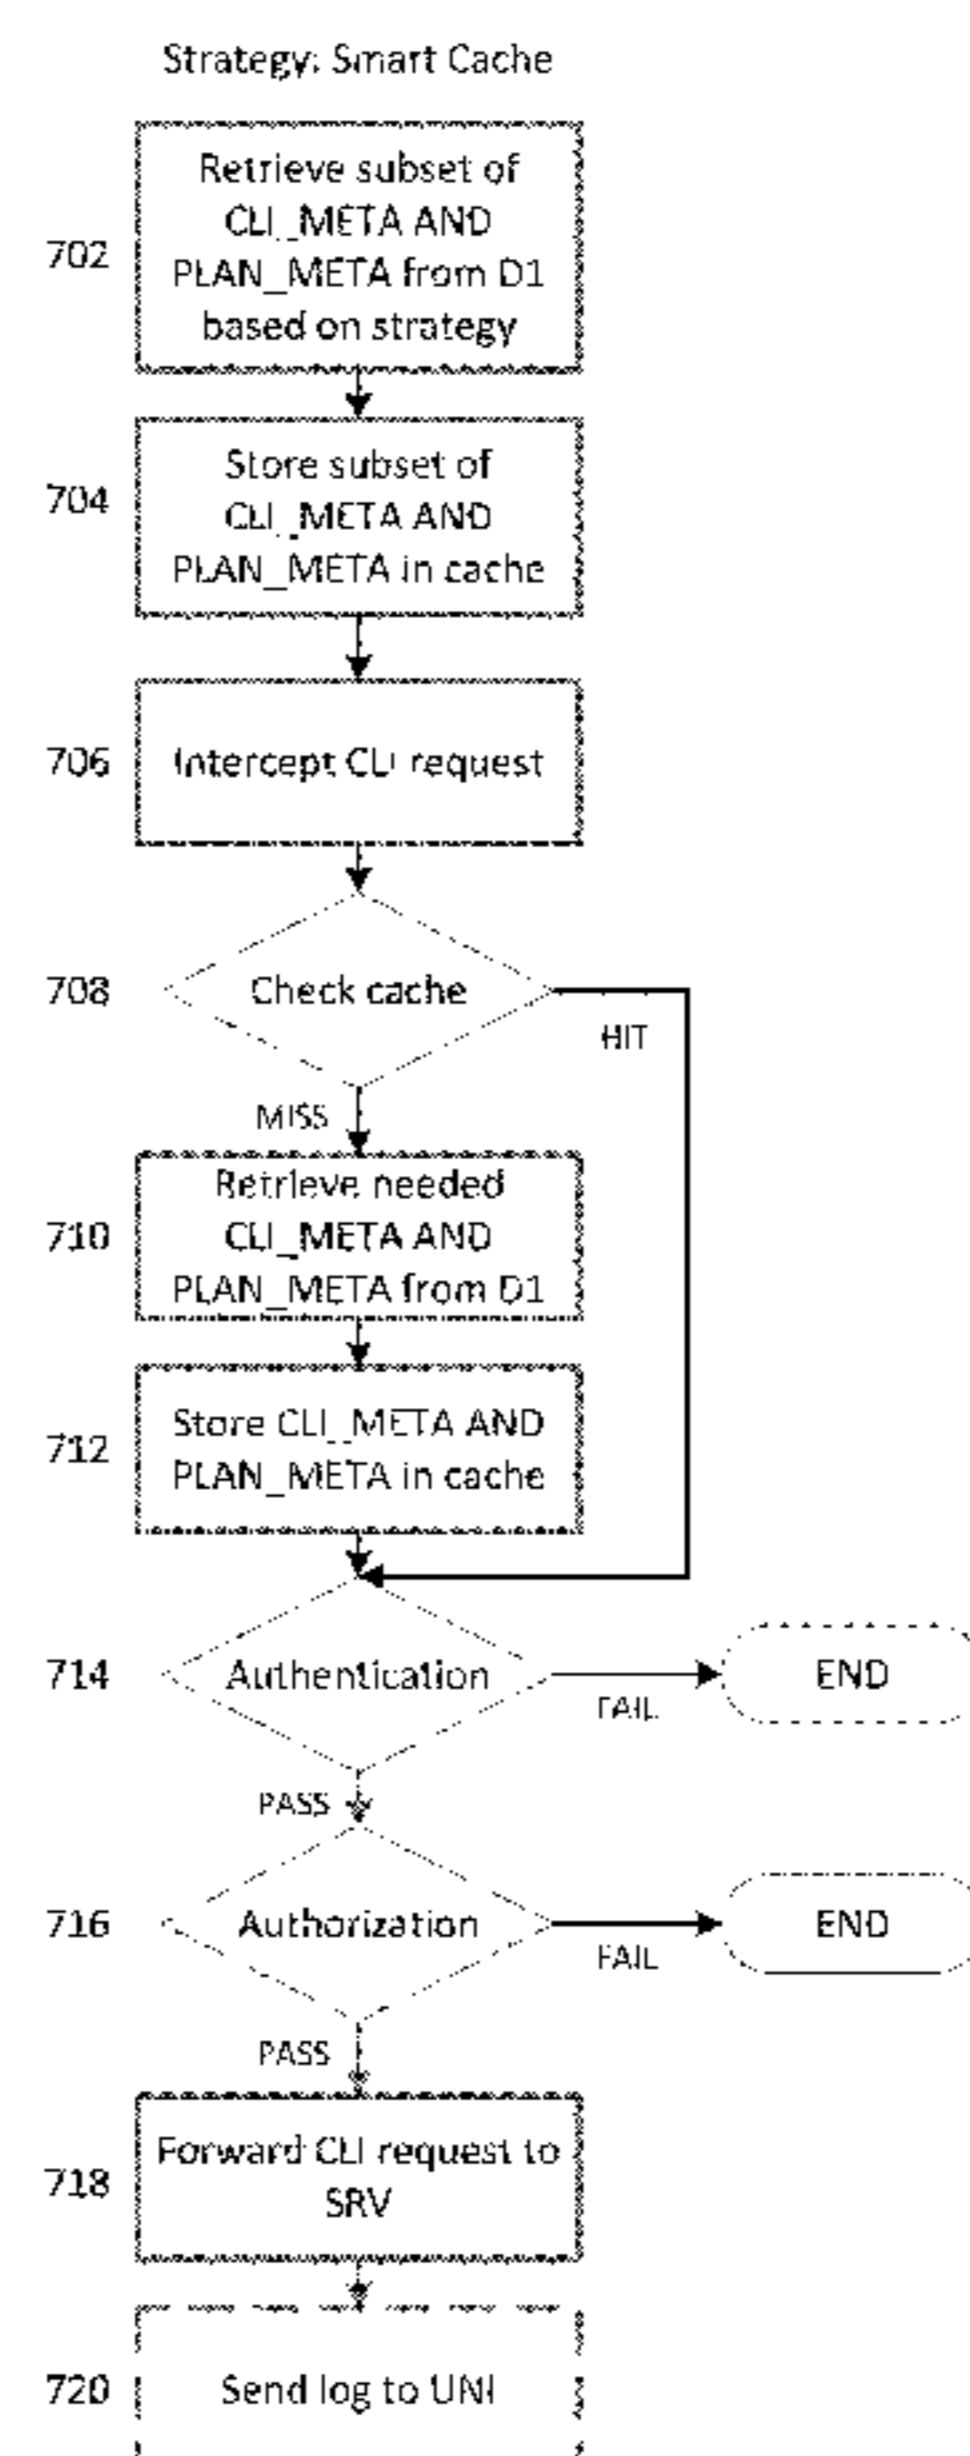 Strategy: Smart Cache
702
Retrieve subset of
CLI_META AND
PLAN_META from D1
based on strategy
704
Store subset of
CLI_META AND
PLAN_META in cache
706
Intercept CLI request
708
Check cache
HIT
MISS
710
Retrieve needed
CLI_META AND
PLAN_META from D1
712
Store CLI_META AND
PLAN_META in cache
714
Authentication
FAIL
END
PASS
716
Authorization
FAIL
END
PASS
718
Forward CLI request to
SRV
720
Send log to UNI